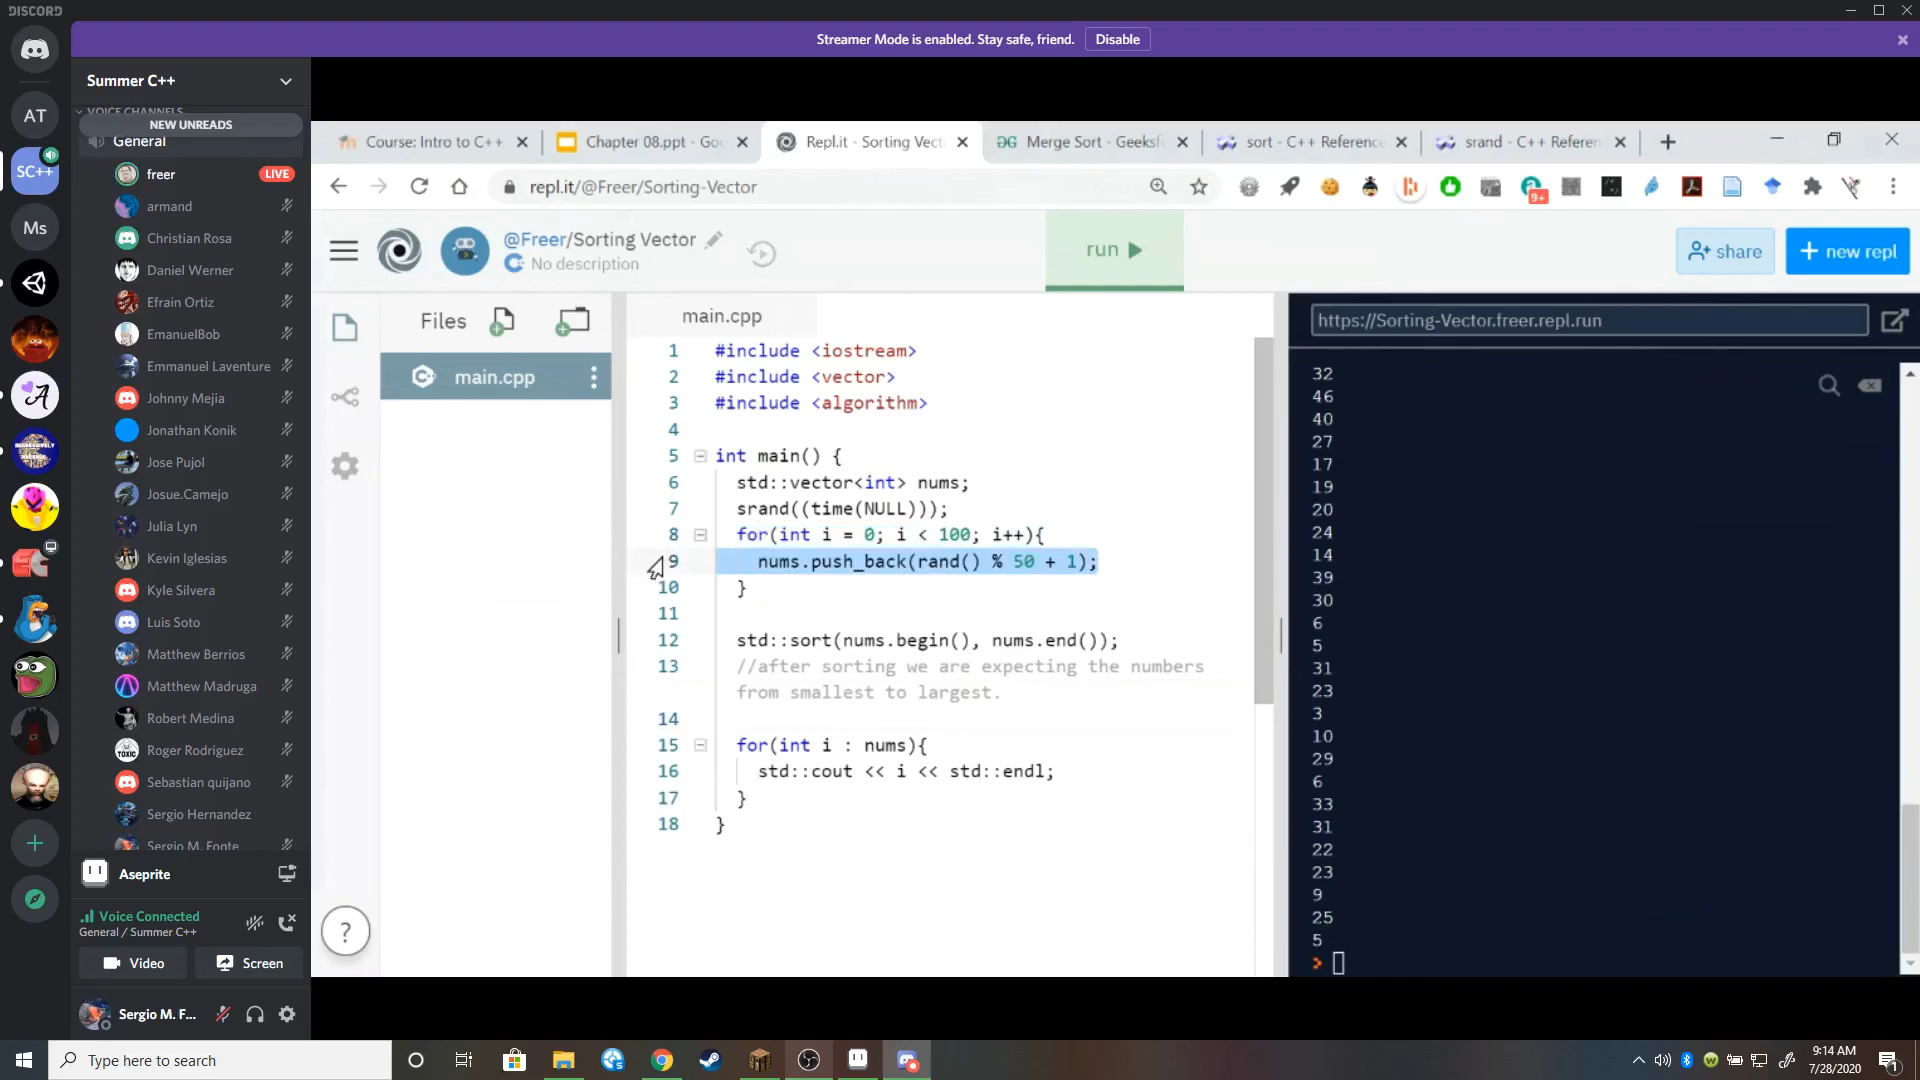 DISCORD
Streamer Mode is enabled. Stay safe, friend.
Disable
Summer C++
VOICE CHANNELS
NEW UNREADS
General
AT
SC++
Ms
freer
LIVE
armand
Christian Rosa
Daniel Werner
Efrain Ortiz
EmanuelBob
Emmanuel Laventure
Johnny Mejia
Jonathan Konik
Jose Pujol
Josue.Camejo
Julia Lyn
Kevin Iglesias
Kyle Silvera
Luis Soto
Matthew Berrios
Matthew Madruga
Robert Medina
TOXIC
Roger Rodriguez
Sebastian quijano
Sergio Hernandez
Sergio M. Fonte
Aseprite
Voice Connected
General / Summer C++
Video
Screen
Sergio M. F...
Course: Intro to C++
Chapter 08.ppt - Goo
Repl.it - Sorting Vect
Merge Sort - Geeksf
sort - C++ Reference
srand - C++ Referen
repl.it/@Freer/Sorting-Vector
9+
@Freer/Sorting Vector
No description
run
share
+ new repl
Files
main.cpp
main.cpp
1 #include <iostream>
2 #include <vector>
3 #include <algorithm>
4
5 int main() {
6 std::vector<int> nums;
7 srand((time(NULL)));
8 for(int i = 0; i < 100; i++){
9 nums.push_back(rand() % 50 + 1);
10 }
11
12 std::sort(nums.begin(), nums.end());
13 //after sorting we are expecting the numbers
from smallest to largest.
14
15 for(int i : nums){
16 std::cout << i << std::endl;
17 }
18 }
?
https://Sorting-Vector.freer.repl.run
32
46
40
27
17
19
20
24
14
39
30
6
5
31
23
3
10
29
6
33
31
22
23
9
25
5
>
Type here to search
9:14 AM
7/28/2020
1